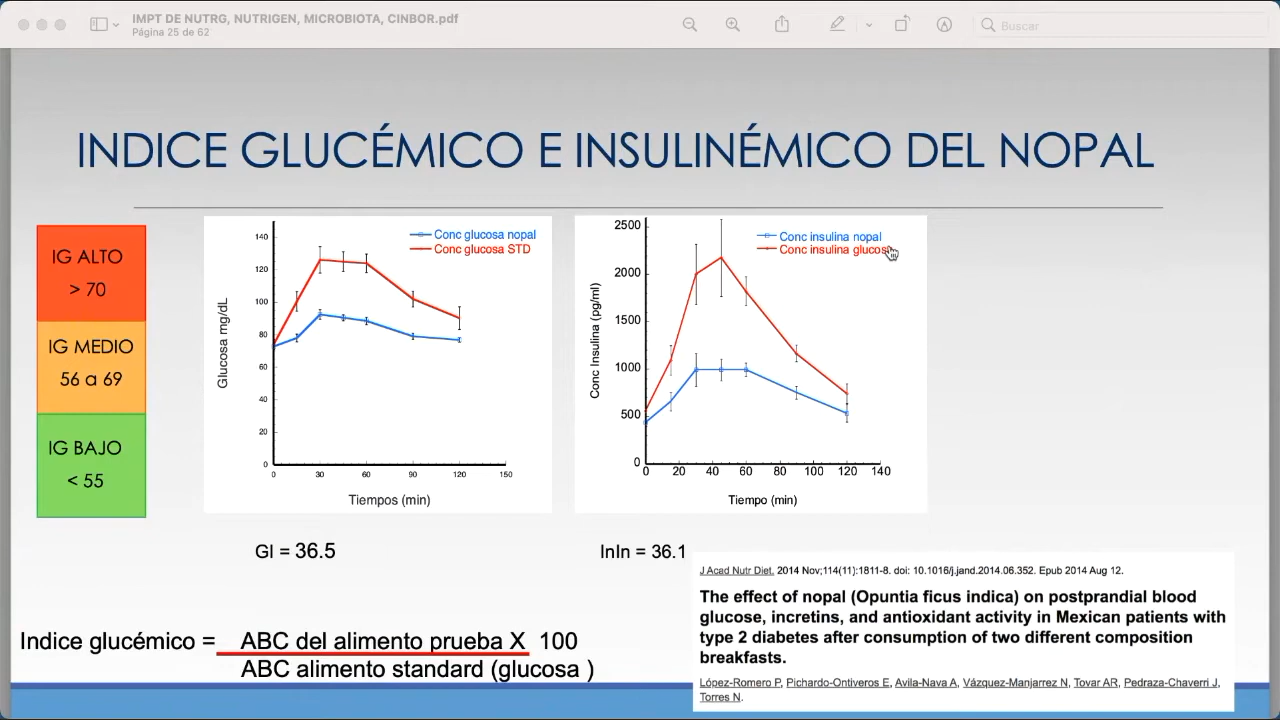 IMPT DE NUTRG, NUTRIGEN, MICROBIOTA, CINBOR.pdf
Página 25 de 62
Buscar
INDICE GLUCÉMICO E INSULINÉMICO DEL NOPAL
IG ALTO
> 70
IG MEDIO
56 a 69
IG BAJO
< 55
Conc glucosa nopal
Conc glucosa STD
140
120
100
80
60
40
20
0
Glucosa mg/dL
0 30 60 90 120 150
Tiempos (min)
Conc insulina nopal
Conc insulina glucosa
2500
2000
1500
1000
500
0
Conc Insulina (pg/ml)
0 20 40 60 80 100 120 140
Tiempo (min)
GI = 36.5
InIn = 36.1
J Acad Nutr Diet. 2014 Nov;114(11):1811-8. doi: 10.1016/j.jand.2014.06.352. Epub 2014 Aug 12.
The effect of nopal (Opuntia ficus indica) on postprandial blood
glucose, incretins, and antioxidant activity in Mexican patients with
type 2 diabetes after consumption of two different composition
breakfasts.
López-Romero P, Pichardo-Ontiveros E, Avila-Nava A, Vázquez-Manjarrez N, Tovar AR, Pedraza-Chaverri J,
Torres N.
Indice glucémico = ABC del alimento prueba X 100
ABC alimento standard (glucosa )